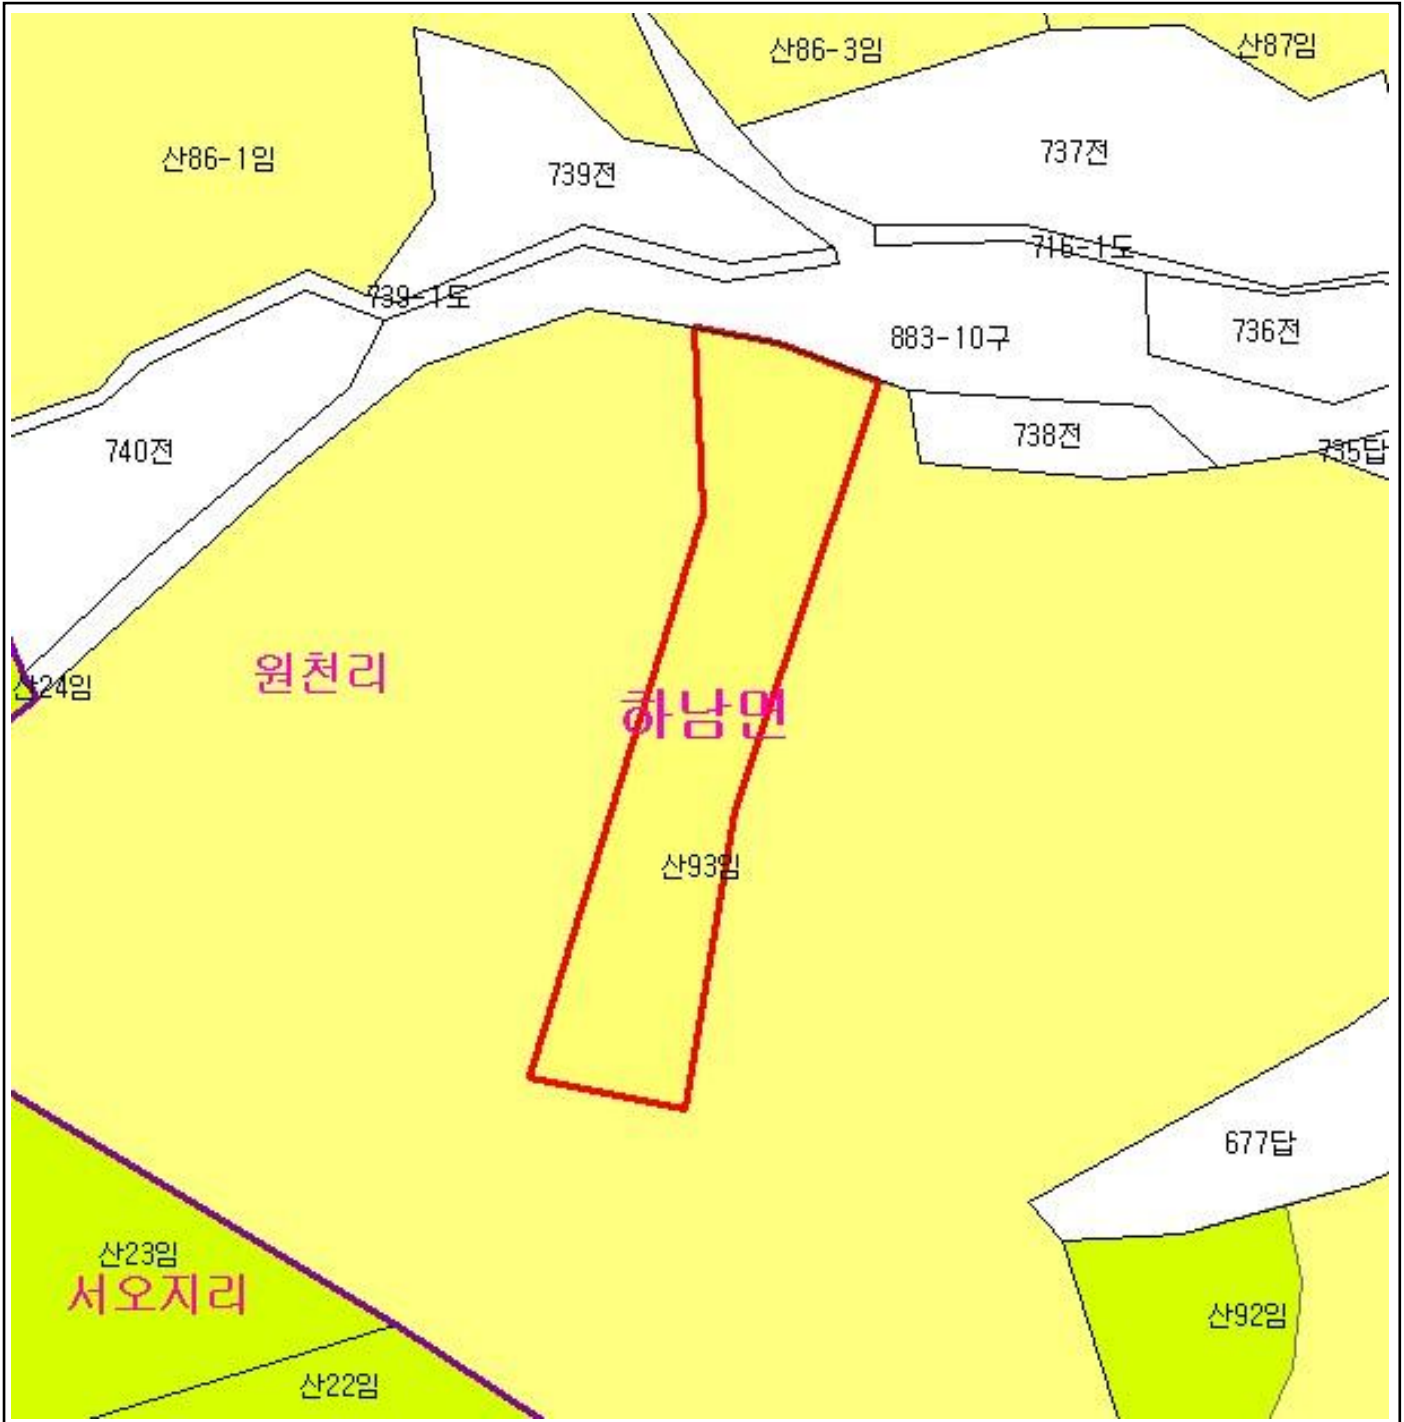 산86-3임
산87임
산86-1임
739전
737전
716-1도
739-1도
883-10구
736전
740전
738전
735답
원천리
산24임
하남면
산93임
677답
산23임
서오지리
산92임
산22임